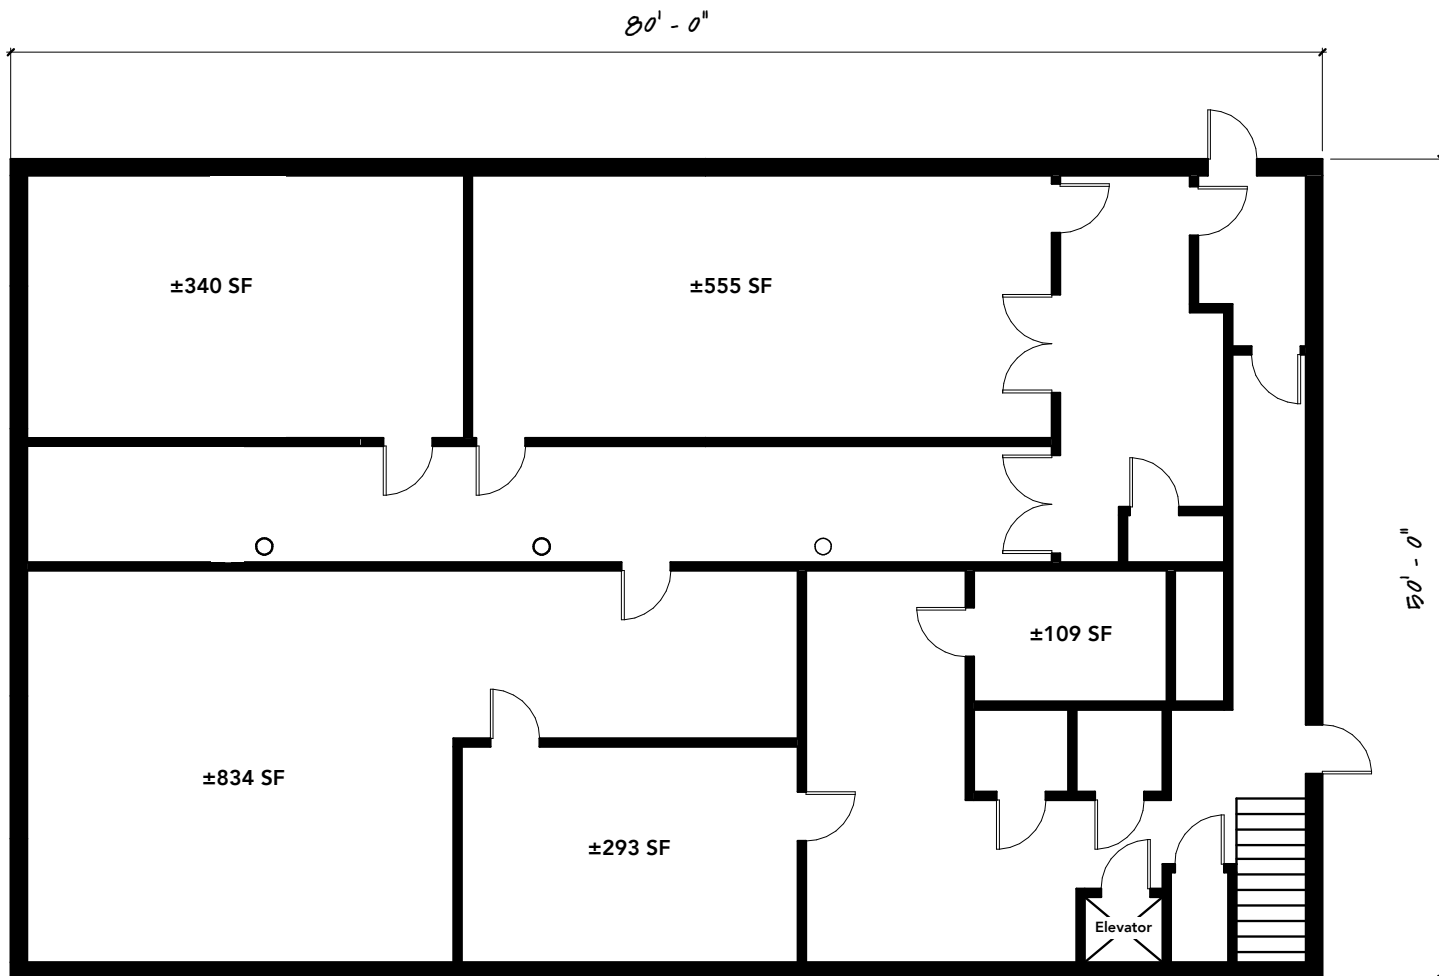 80' - 0"
±340 SF
±555 SF
50' - 0"
±109 SF
±834 SF
±293 SF
Elevator